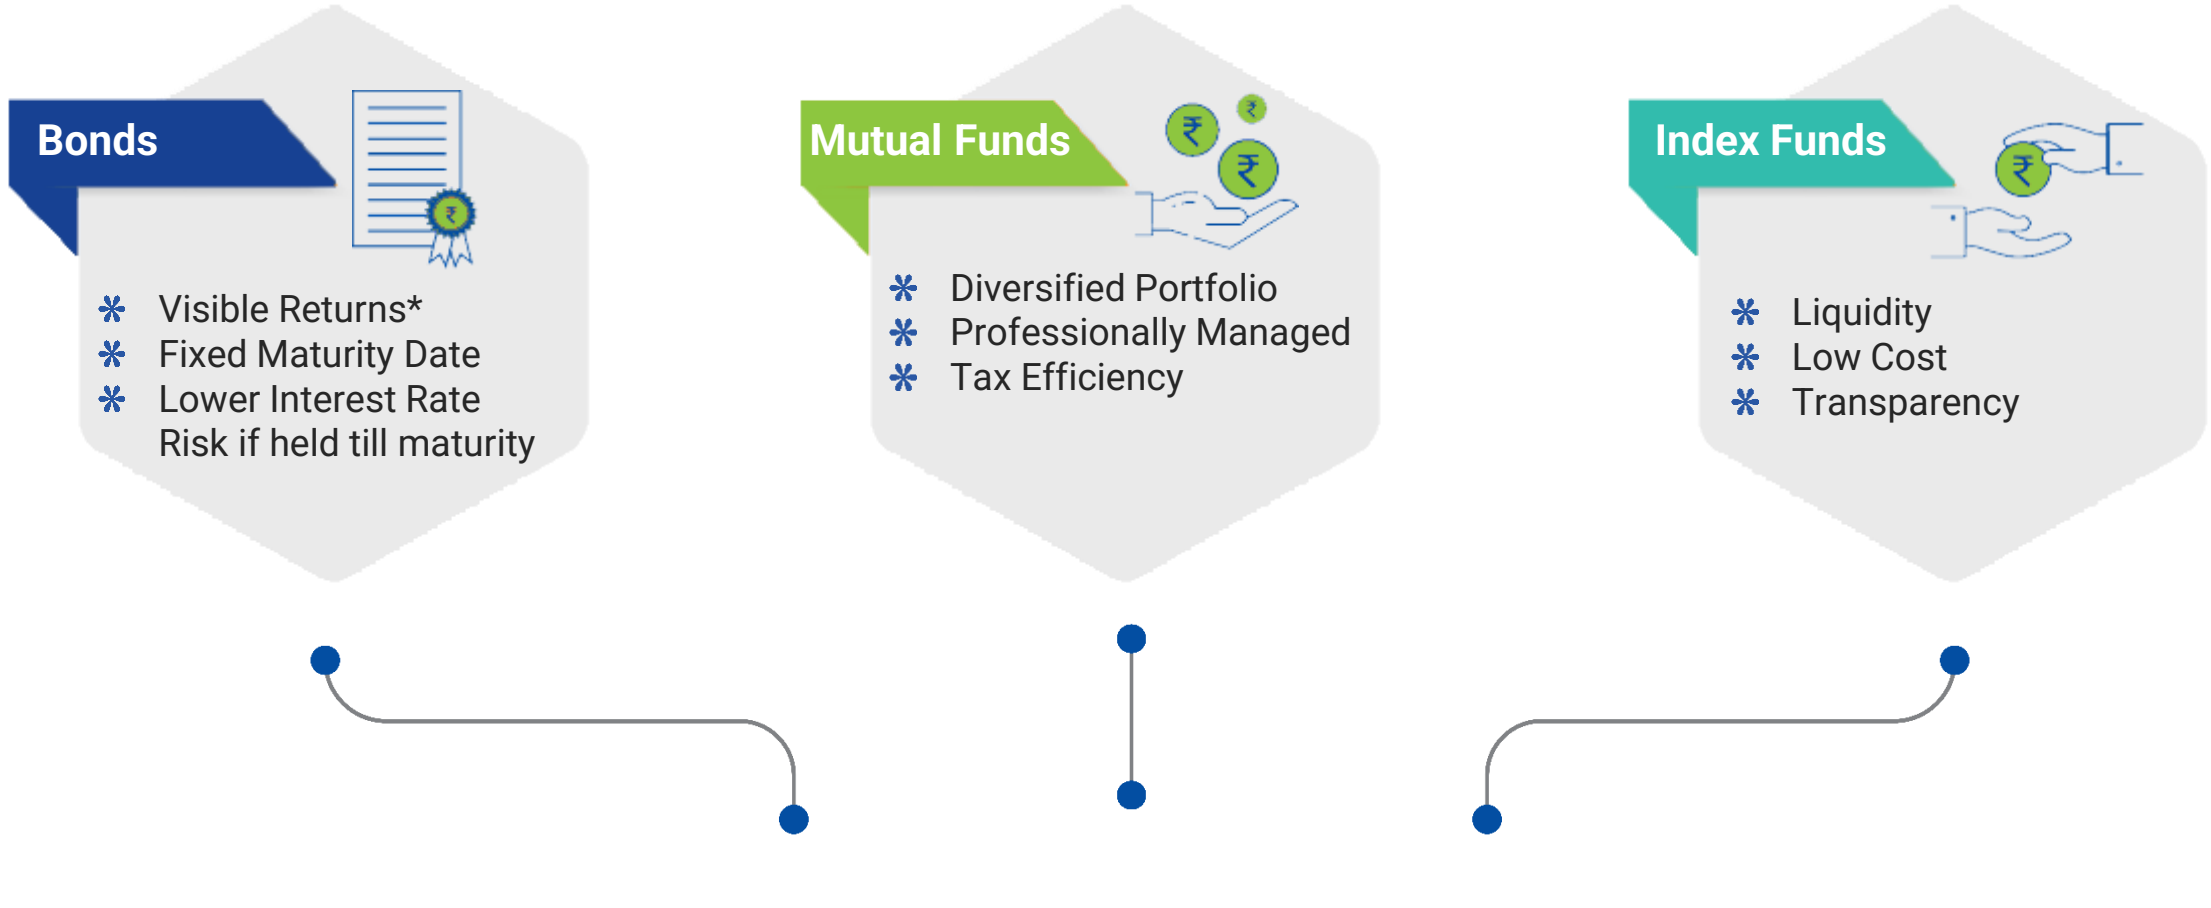 Bonds
Visible Returns*
Fixed Maturity Date
Lower Interest Rate
Risk if held till maturity
Mutual Funds
Diversified Portfolio
Professionally Managed
Tax Efficiency
Index Funds
Liquidity
Low Cost
Transparency